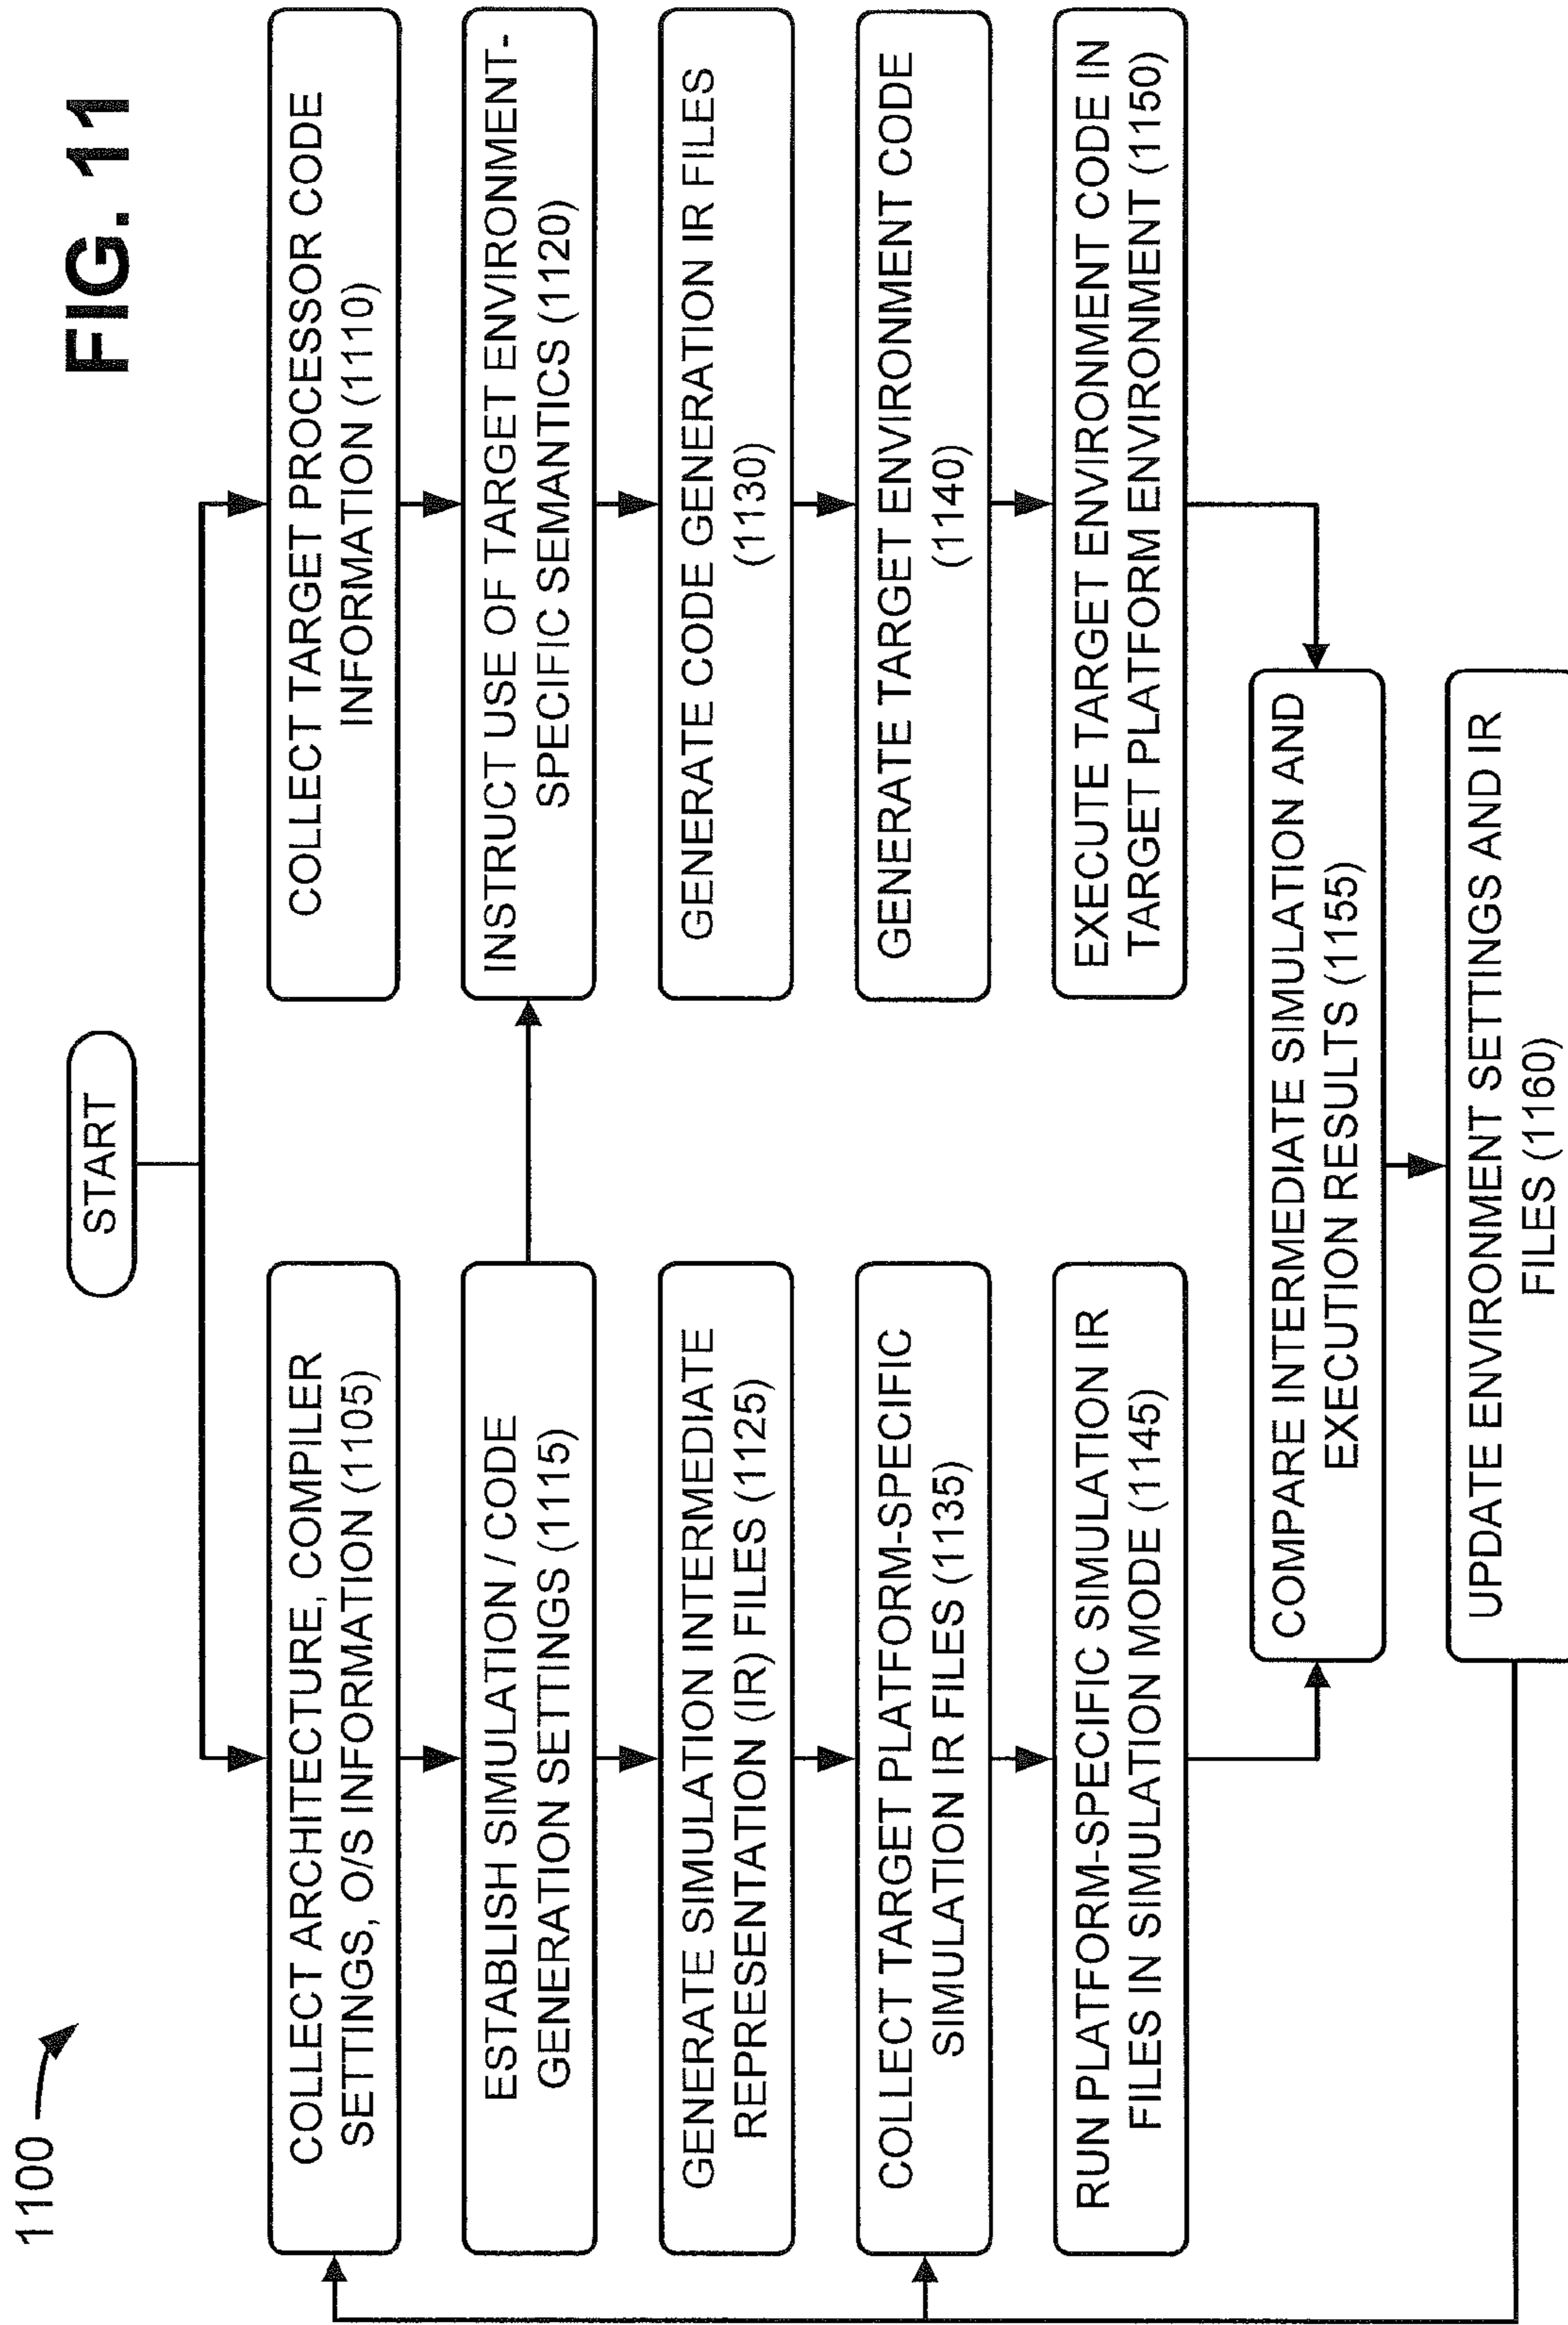 FIG. 11
1100
START
COLLECT ARCHITECTURE, COMPILER
SETTINGS, O/S INFORMATION (1105)
COLLECT TARGET PROCESSOR CODE
INFORMATION (1110)
ESTABLISH SIMULATION / CODE
GENERATION SETTINGS (1115)
INSTRUCT USE OF TARGET ENVIRONMENT-
SPECIFIC SEMANTICS (1120)
GENERATE SIMULATION INTERMEDIATE
REPRESENTATION (IR) FILES (1125)
GENERATE CODE GENERATION IR FILES
(1130)
COLLECT TARGET PLATFORM-SPECIFIC
SIMULATION IR FILES (1135)
GENERATE TARGET ENVIRONMENT CODE
(1140)
RUN PLATFORM-SPECIFIC SIMULATION IR
FILES IN SIMULATION MODE (1145)
EXECUTE TARGET ENVIRONMENT CODE IN
TARGET PLATFORM ENVIRONMENT (1150)
COMPARE INTERMEDIATE SIMULATION AND
EXECUTION RESULTS (1155)
UPDATE ENVIRONMENT SETTINGS AND IR
FILES (1160)